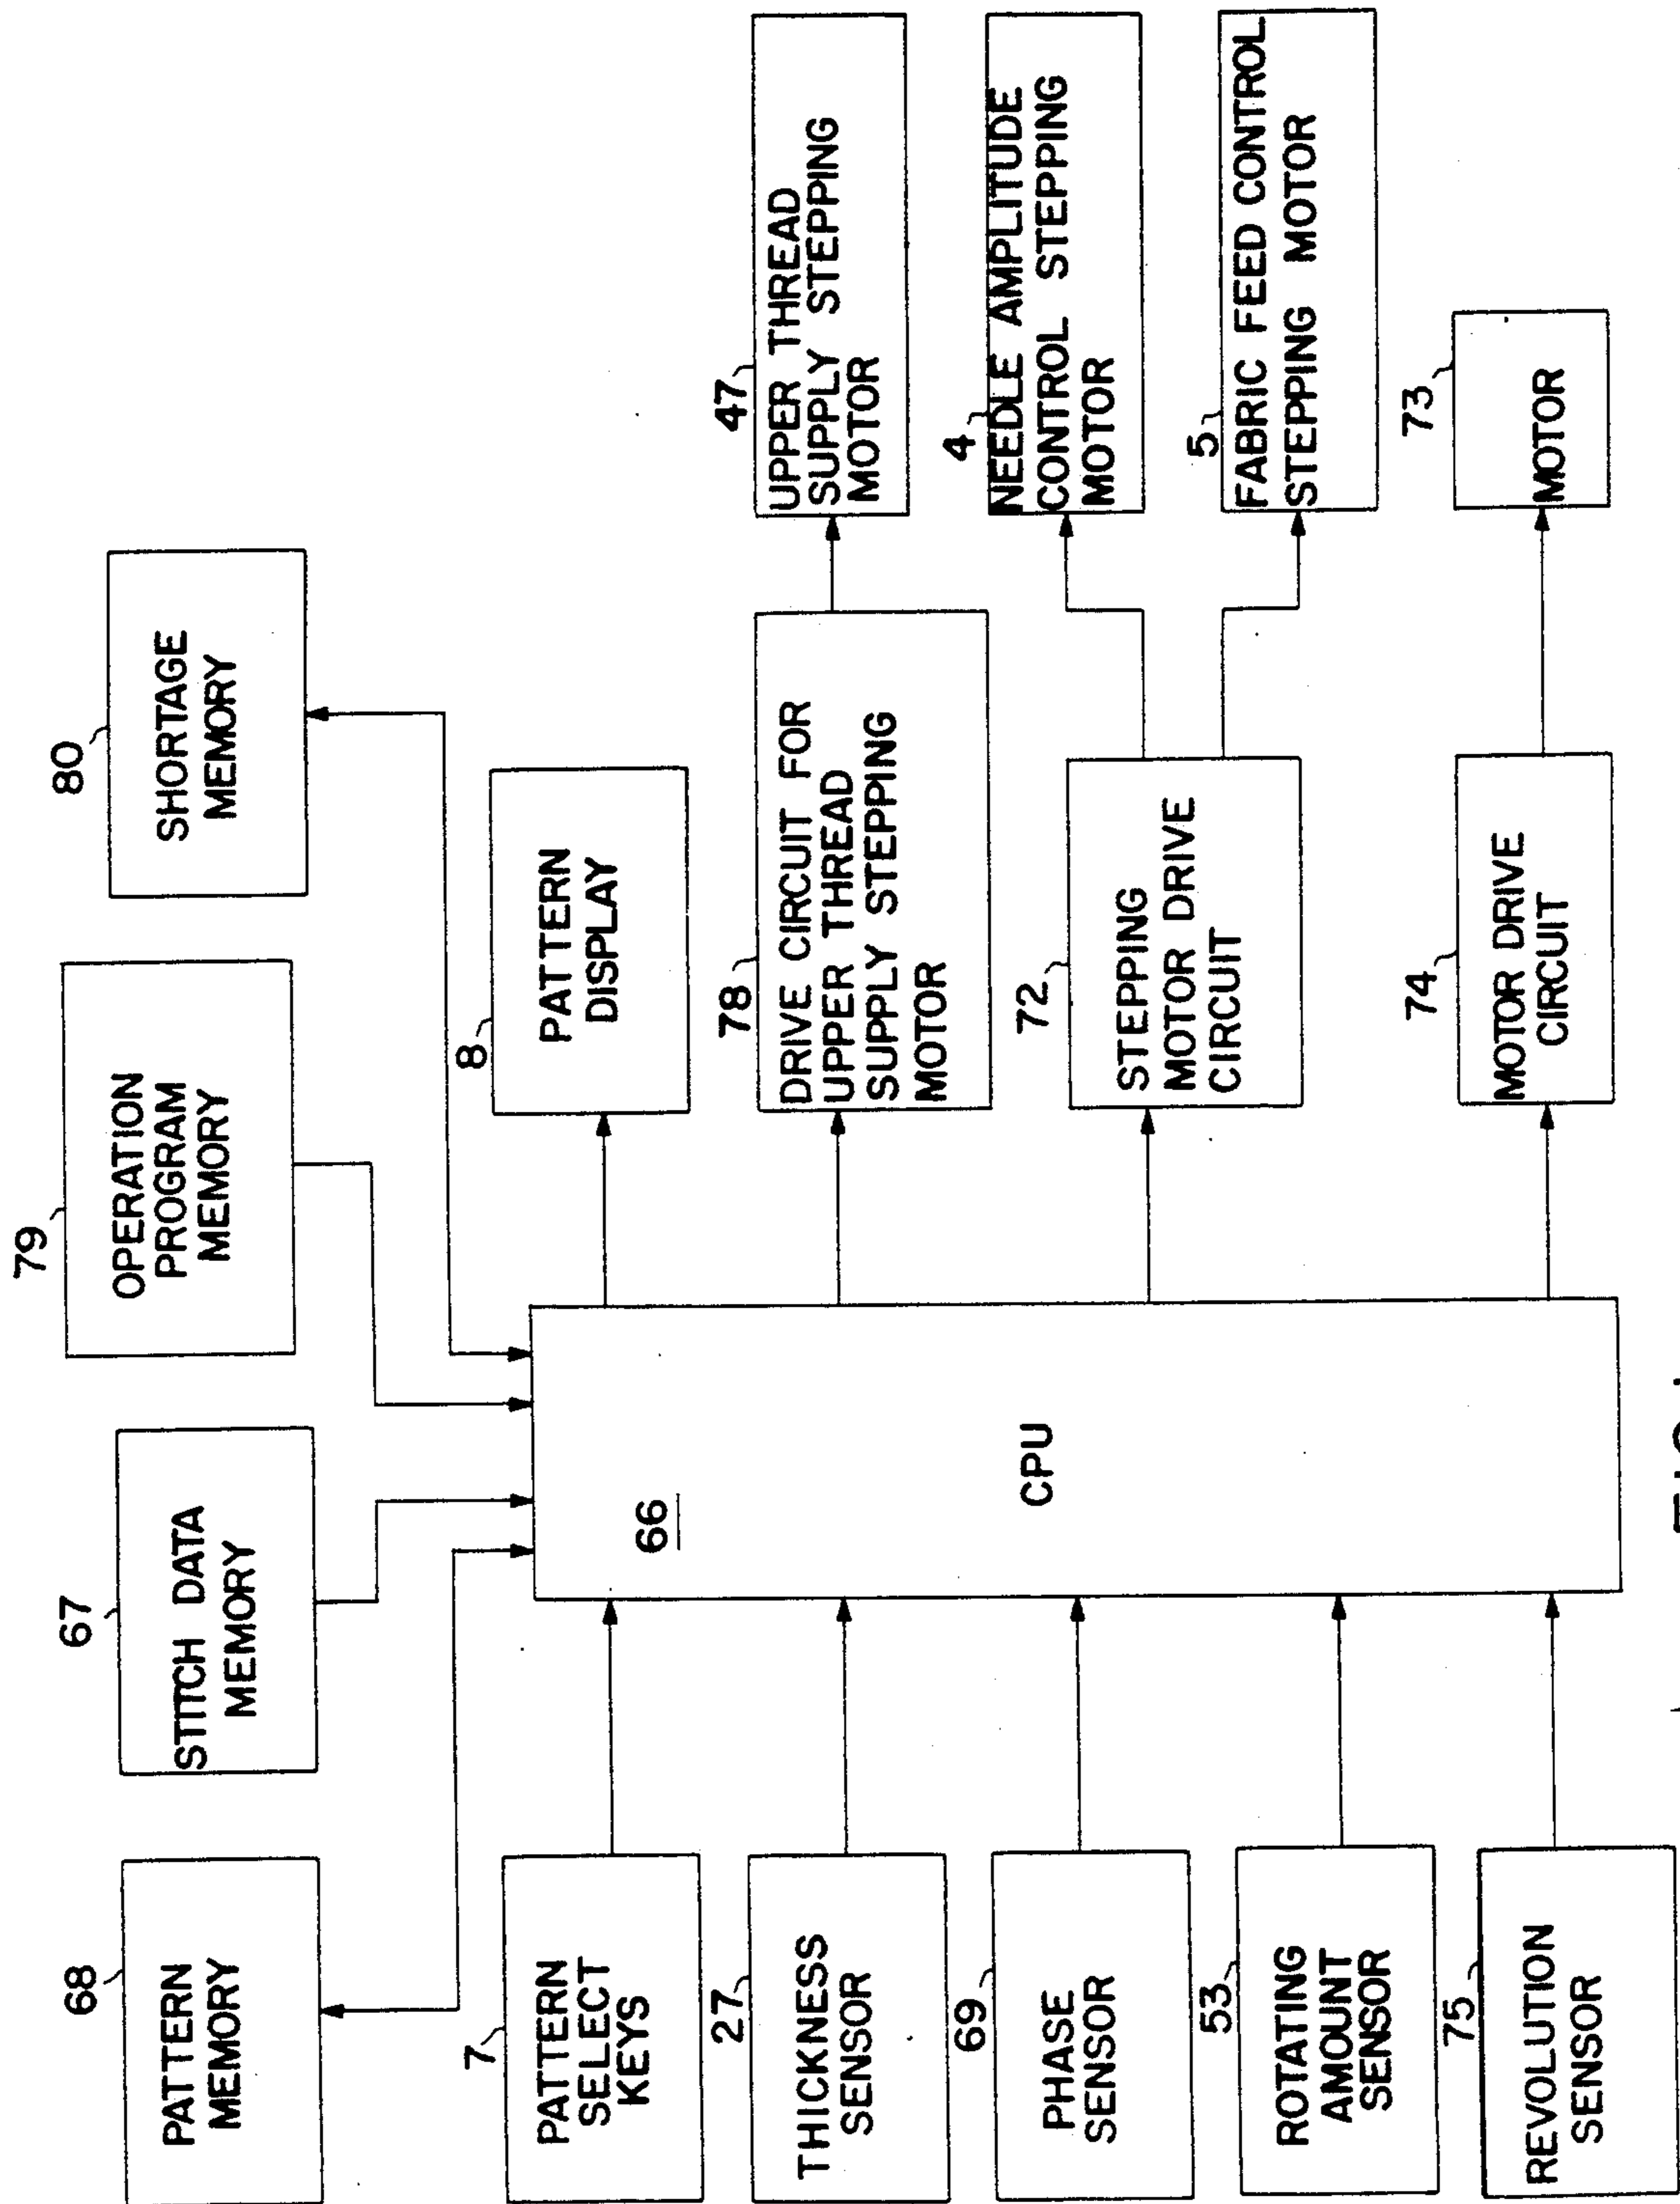 68
PATTERN
MEMORY
67
STITCH DATA
MEMORY
79
OPERATION
PROGRAM
MEMORY
80
SHORTAGE
MEMORY
7
PATTERN
SELECT
KEYS
27
THICKNESS
SENSOR
69
PHASE
SENSOR
53
ROTATING
AMOUNT
SENSOR
75
REVOLUTION
SENSOR
66
CPU
8
PATTERN
DISPLAY
78
DRIVE CIRCUIT FOR
UPPER THREAD
SUPPLY STEPPING
MOTOR
72
STEPPING
MOTOR DRIVE
CIRCUIT
74
MOTOR DRIVE
CIRCUIT
47
UPPER THREAD
SUPPLY STEPPING
MOTOR
4
NEEDLE AMPLITUDE
CONTROL STEPPING
MOTOR
5
FABRIC FEED CONTROL
STEPPING MOTOR
73
MOTOR